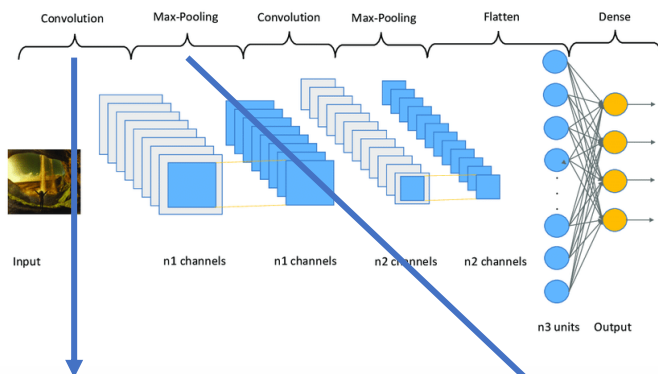 Convolution Max-Pooling Convolution Max-Pooling Flatten Dense
Input n1 channels n1 channels n2 channels n2 channels
n3 units Output